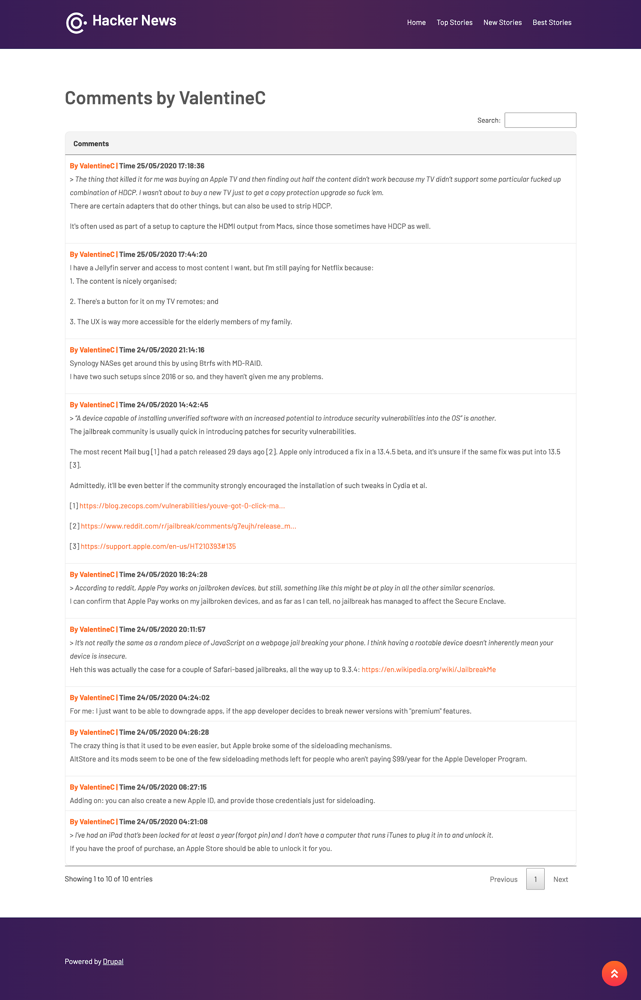 Hacker News
Home Top Stories New Stories Best Stories
Comments by ValentineC
Search:
Comments
By ValentineC | Time 25/05/2020 17:18:36
> The thing that killed it for me was buying an Apple TV and then finding out half the content didn’t work because my TV didn’t support some particular fucked up
combination of HDCP. I wasn’t about to buy a new TV just to get a copy protection upgrade so fuck ’em.
There are certain adapters that do other things, but can also be used to strip HDCP.
It's often used as part of a setup to capture the HDMI output from Macs, since those sometimes have HDCP as well.
By ValentineC | Time 25/05/2020 17:44:20
I have a Jellyfin server and access to most content I want, but I'm still paying for Netflix because:
1. The content is nicely organised;
2. There's a button for it on my TV remotes; and
3. The UX is way more accessible for the elderly members of my family.
By ValentineC | Time 24/05/2020 21:14:16
Synology NASes get around this by using Btrfs with MD-RAID.
I have two such setups since 2016 or so, and they haven't given me any problems.
By ValentineC | Time 24/05/2020 14:42:45
> “A device capable of installing unverified software with an increased potential to introduce security vulnerabilities into the OS” is another.
The jailbreak community is usually quick in introducing patches for security vulnerabilities.
The most recent Mail bug [1] had a patch released 29 days ago [2]. Apple only introduced a fix in a 13.4.5 beta, and it's unsure if the same fix was put into 13.5
[3].
Admittedly, it'll be even better if the community strongly encouraged the installation of such tweaks in Cydia et al.
[1] https://blog.zecops.com/vulnerabilities/youve-got-0-click-ma...
[2] https://www.reddit.com/r/jailbreak/comments/g7eujh/release_m...
[3] https://support.apple.com/en-us/HT210393#135
By ValentineC | Time 24/05/2020 16:24:28
> According to reddit, Apple Pay works on jailbroken devices, but still, something like this might be at play in all the other similar scenarios.
I can confirm that Apple Pay works on my jailbroken devices, and as far as I can tell, no jailbreak has managed to affect the Secure Enclave.
By ValentineC | Time 24/05/2020 20:11:57
> It’s not really the same as a random piece of JavaScript on a webpage jail breaking your phone. I think having a rootable device doesn’t inherently mean your
device is insecure.
Heh this was actually the case for a couple of Safari-based jailbreaks, all the way up to 9.3.4: https://en.wikipedia.org/wiki/JailbreakMe
By ValentineC | Time 24/05/2020 04:24:02
For me: I just want to be able to downgrade apps, if the app developer decides to break newer versions with "premium" features.
By ValentineC | Time 24/05/2020 04:26:28
The crazy thing is that it used to be even easier, but Apple broke some of the sideloading mechanisms.
AltStore and its mods seem to be one of the few sideloading methods left for people who aren't paying $99/year for the Apple Developer Program.
By ValentineC | Time 24/05/2020 06:27:15
Adding on: you can also create a new Apple ID, and provide those credentials just for sideloading.
By ValentineC | Time 24/05/2020 04:21:08
> I’ve had an iPad that’s been locked for at least a year (forgot pin) and I don’t have a computer that runs iTunes to plug it in to and unlock it.
If you have the proof of purchase, an Apple Store should be able to unlock it for you.
Showing 1 to 10 of 10 entries
Previous 1 Next
Powered by Drupal